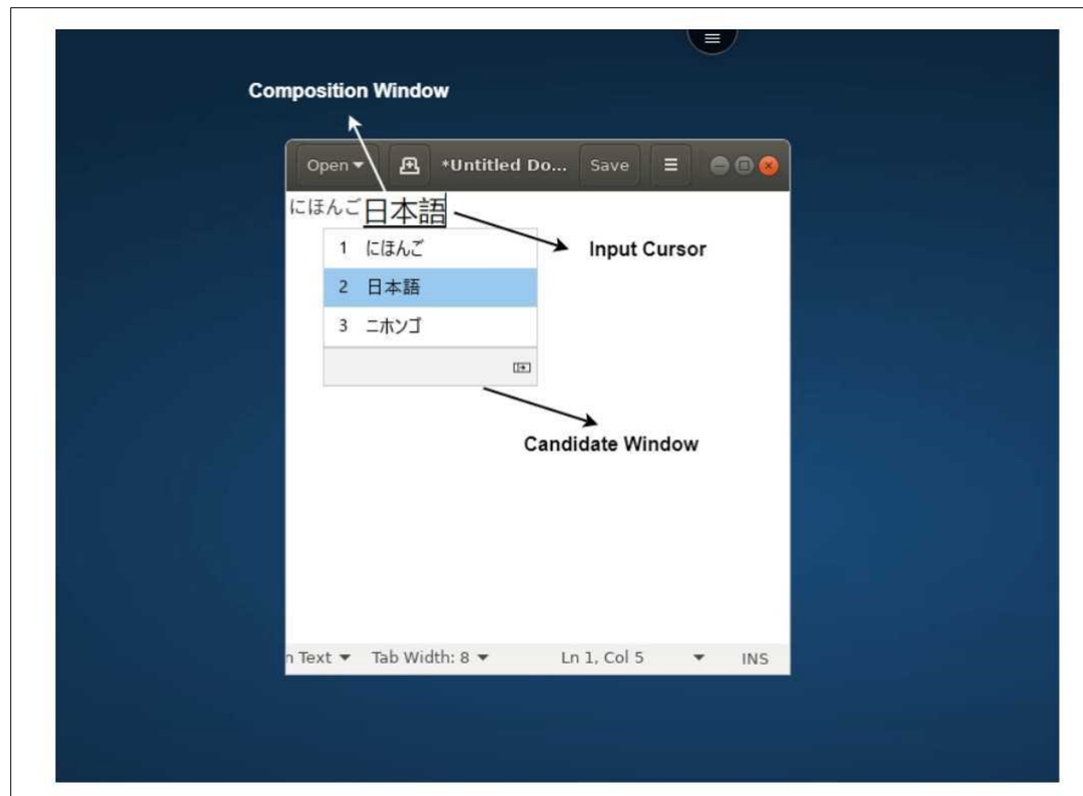 Composition Window
Open *Untitled Do... Save
にほんご日本語
1 にほんご
Input Cursor
2 日本語
3 ニホンゴ
Candidate Window
n Text Tab Width: 8 Ln 1, Col 5 INS